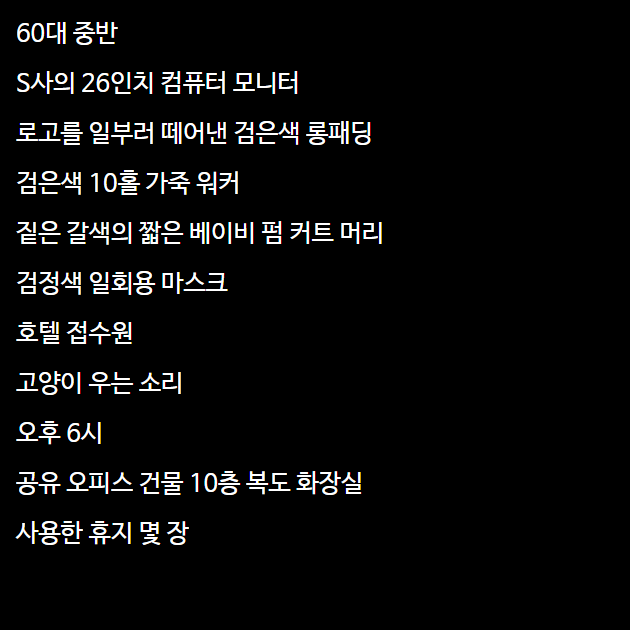 60대 중반
S사의 26인치 컴퓨터 모니터
로고를 일부러 떼어낸 검은색 롱패딩
검은색 10홀 가죽 워커
짙은 갈색의 짧은 베이비 펌 커트 머리
검정색 일회용 마스크
호텔 접수원
고양이 우는 소리
오후 6시
공유 오피스 건물 10층 복도 화장실
사용한 휴지 몇 장